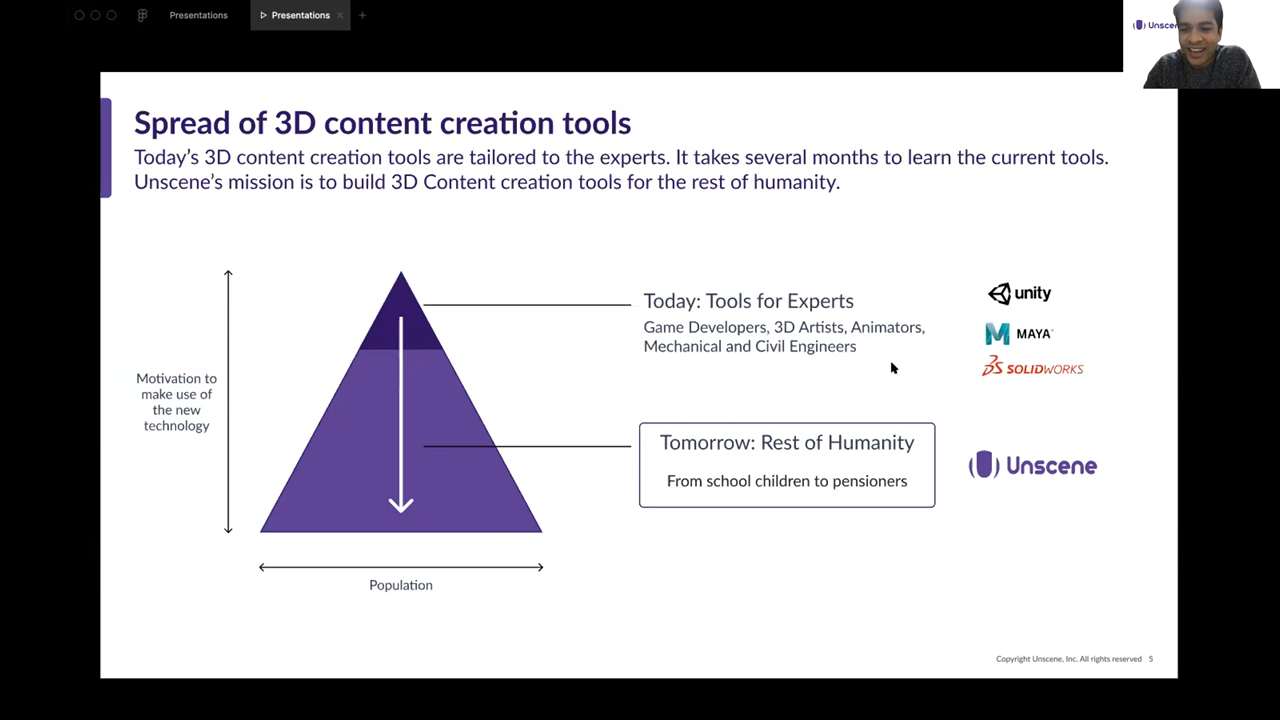 Presentations
Presentations
Spread of 3D content creation tools
Today's 3D content creation tools are tailored to the experts. It takes several months to learn the current tools.
Unscene's mission is to build 3D Content creation tools for the rest of humanity.
Today: Tools for Experts
Game Developers, 3D Artists, Animators,
Mechanical and Civil Engineers
unity
MAYA
SOLIDWORKS
Motivation to
make use of
the new
technology
Tomorrow: Rest of Humanity
From school children to pensioners
Unscene
Population
Copyright Unscene, Inc. All rights reserved 5